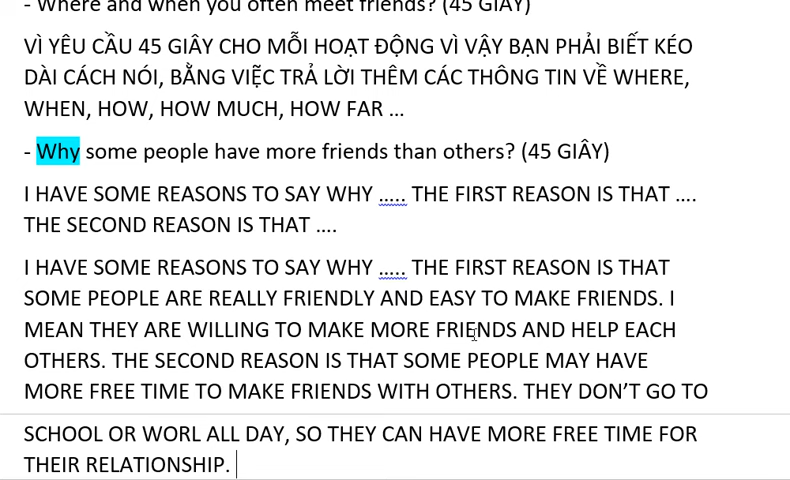 - Where and when you often meet friends? (45 GIÂY)
VÌ YÊU CẦU 45 GIÂY CHO MỖI HOẠT ĐỘNG VÌ VẬY BẠN PHẢI BIẾT KÉO
DÀI CÁCH NÓI, BẰNG VIỆC TRẢ LỜI THÊM CÁC THÔNG TIN VỀ WHERE,
WHEN, HOW, HOW MUCH, HOW FAR ...
- Why some people have more friends than others? (45 GIÂY)
I HAVE SOME REASONS TO SAY WHY ..... THE FIRST REASON IS THAT ....
THE SECOND REASON IS THAT ....
I HAVE SOME REASONS TO SAY WHY ..... THE FIRST REASON IS THAT
SOME PEOPLE ARE REALLY FRIENDLY AND EASY TO MAKE FRIENDS. I
MEAN THEY ARE WILLING TO MAKE MORE FRIENDS AND HELP EACH
OTHERS. THE SECOND REASON IS THAT SOME PEOPLE MAY HAVE
MORE FREE TIME TO MAKE FRIENDS WITH OTHERS. THEY DON'T GO TO
SCHOOL OR WORL ALL DAY, SO THEY CAN HAVE MORE FREE TIME FOR
THEIR RELATIONSHIP.